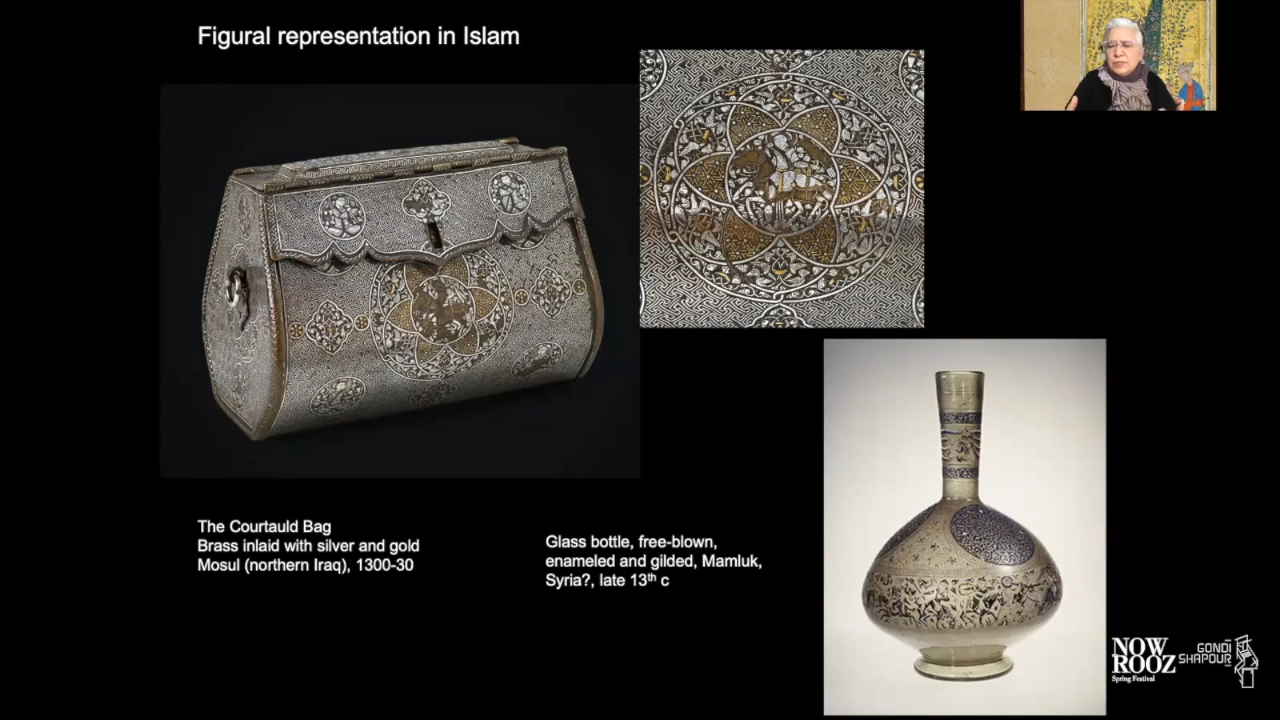 Figural representation in Islam
The Courtauld Bag
Brass inlaid with silver and gold
Mosul (northern Iraq), 1300-30
Glass bottle, free-blown,
enameled and gilded, Mamluk,
Syria?, late 13th c
NOW
ROOZ
Spring Festival
GONDĪ
SHAPOUR